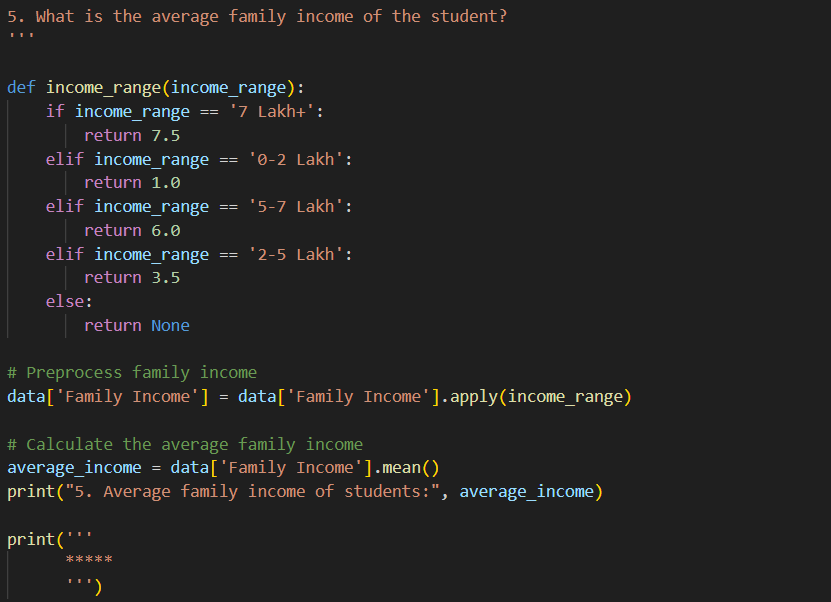 5. What is the average family income of the student?
'''
def income_range(income_range):
    if income_range == '7 Lakh+':
        return 7.5
    elif income_range == '0-2 Lakh':
        return 1.0
    elif income_range == '5-7 Lakh':
        return 6.0
    elif income_range == '2-5 Lakh':
        return 3.5
    else:
        return None
# Preprocess family income
data['Family Income'] = data['Family Income'].apply(income_range)
# Calculate the average family income
average_income = data['Family Income'].mean()
print("5. Average family income of students:", average_income)
print('''
      *****
      ''')